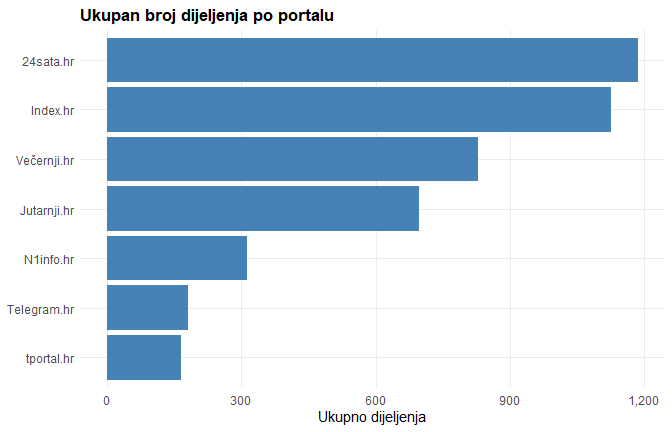 Ukupan broj dijeljenja po portalu
24sata.hr
Index.hr
Večernji.hr
Jutarnji.hr
N1info.hr
Telegram.hr
tportal.hr
0 300 600 900 1,200
Ukupno dijeljenja